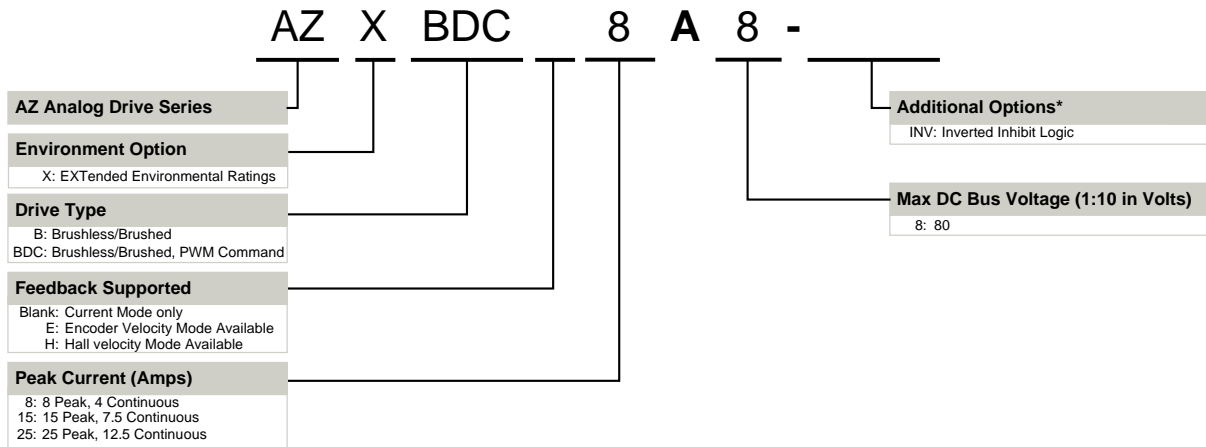 AZ X BDC 8 A 8 -
AZ Analog Drive Series
Environment Option
X: EXTended Environmental Ratings
Drive Type
B: Brushless/Brushed
BDC: Brushless/Brushed, PWM Command
Feedback Supported
Blank: Current Mode only
E: Encoder Velocity Mode Available
H: Hall velocity Mode Available
Peak Current (Amps)
8: 8 Peak, 4 Continuous
15: 15 Peak, 7.5 Continuous
25: 25 Peak, 12.5 Continuous
Additional Options*
INV: Inverted Inhibit Logic
Max DC Bus Voltage (1:10 in Volts)
8: 80